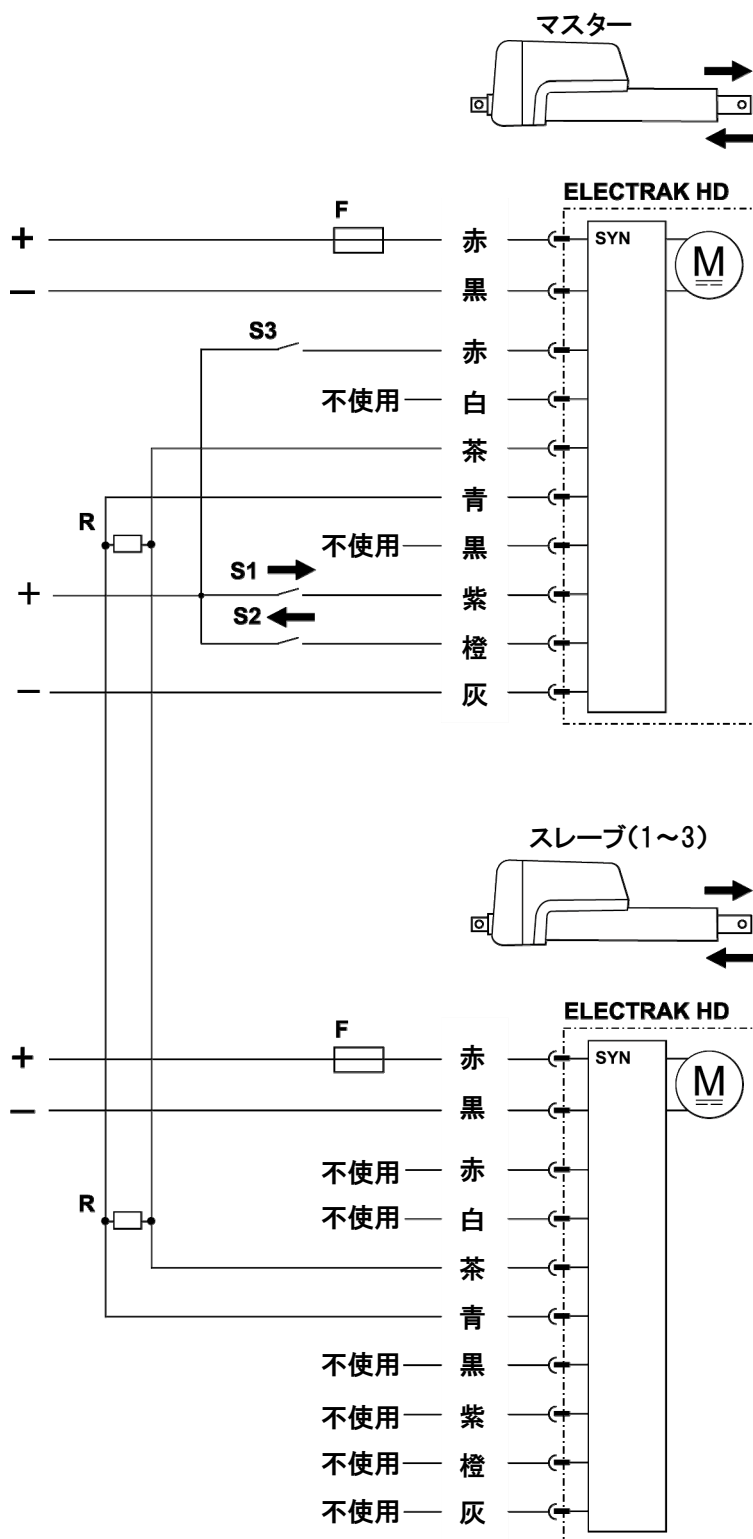 マスター
ELECTRAK HD
F
+ 赤 SYN M
− 黒
S3
赤
不使用 白
茶
青
R
不使用 黒
S1
+ 紫
S2
橙
− 灰
スレーブ(1～3)
ELECTRAK HD
F
+ 赤 SYN M
− 黒
不使用 赤
R
不使用 白
茶
青
不使用 黒
不使用 紫
不使用 橙
不使用 灰